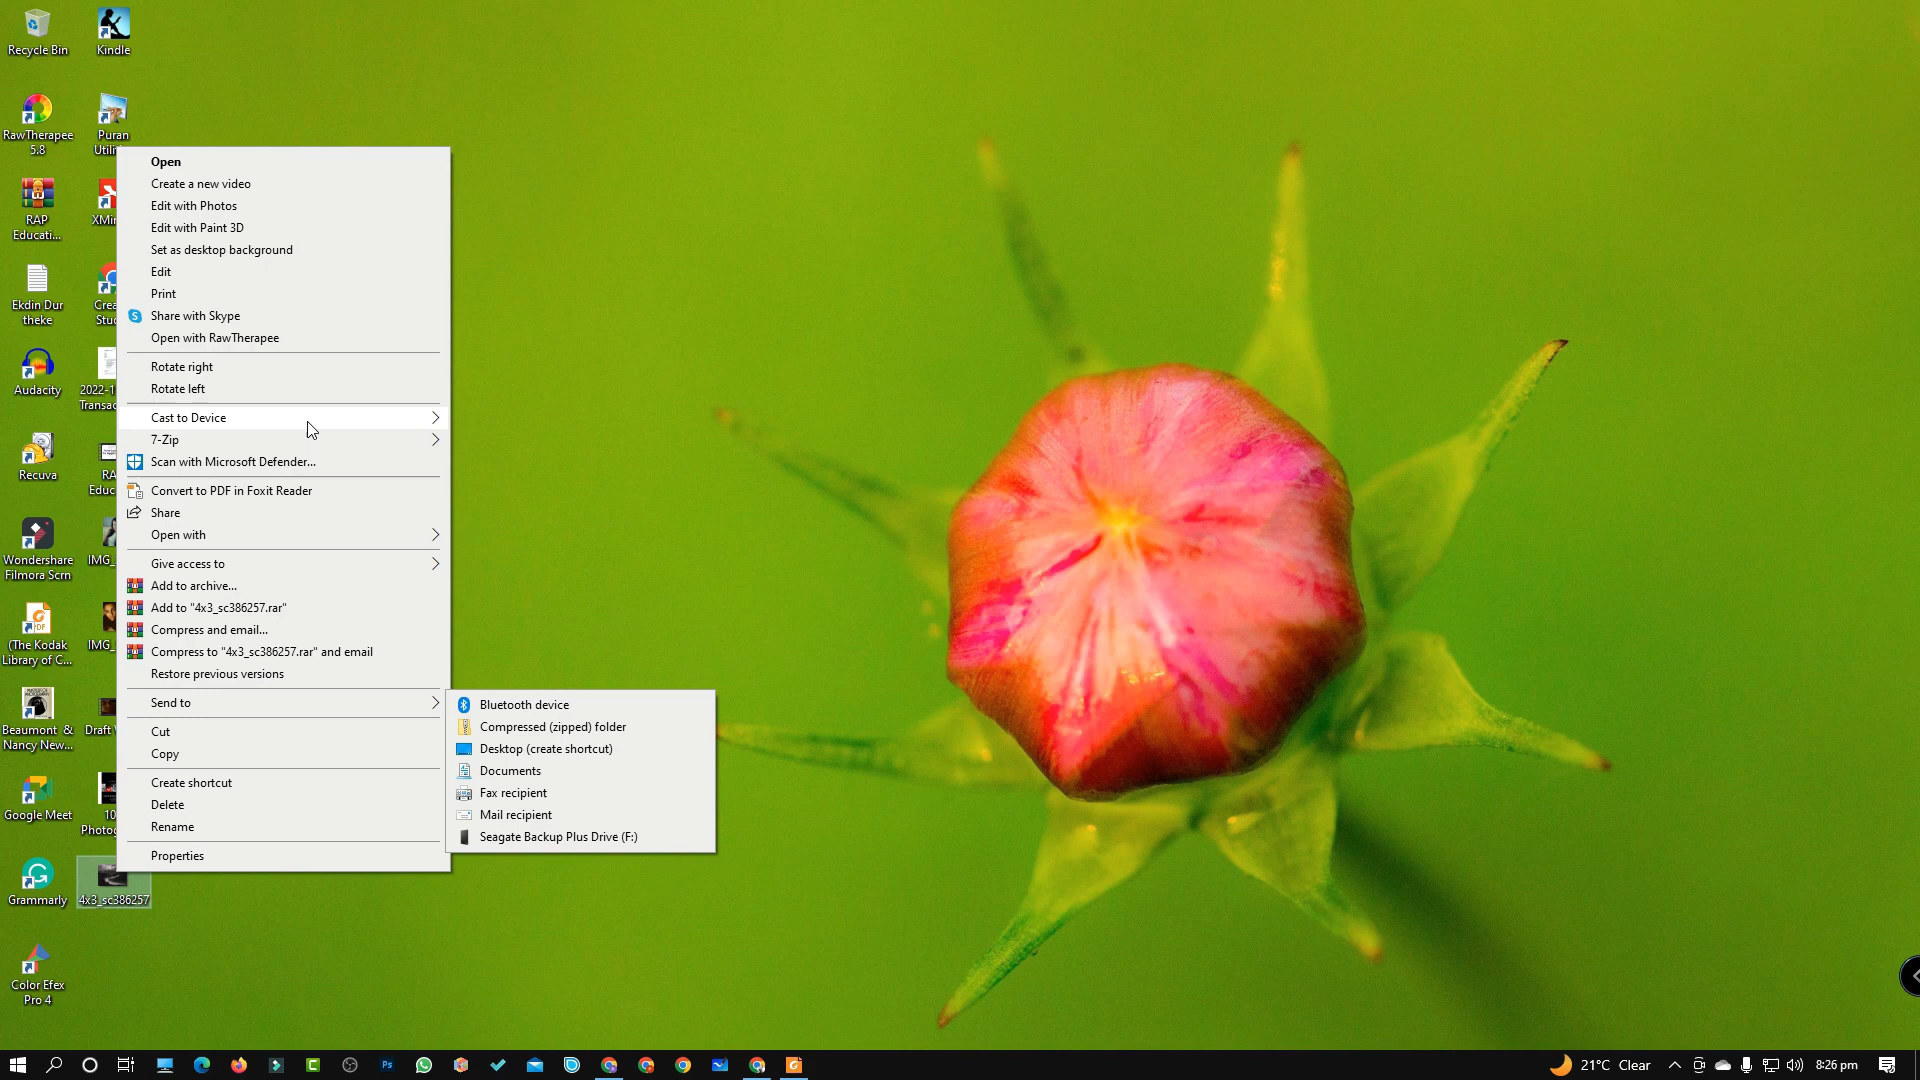 Recycle Bin
Kindle
RawTherapee
5.8
Puran
Utili
RAP
Educati...
XMin
Ekdin Dur
theke
Crea
Stu
Audacity
2022-1
Transac
Recuva
RA
Educ
Wondershare
Filmora Scrn
IMG_
(The Kodak
Library of C...
IMG_
Beaumont &
Nancy New...
Draft
Google Meet
10
Photog
Grammarly
4x3_sc386257
Color Efex
Pro 4
Open
Create a new video
Edit with Photos
Edit with Paint 3D
Set as desktop background
Edit
Print
Share with Skype
Open with RawTherapee
Rotate right
Rotate left
Cast to Device
7-Zip
Scan with Microsoft Defender...
Convert to PDF in Foxit Reader
Share
Open with
Give access to
Add to archive...
Add to "4x3_sc386257.rar"
Compress and email...
Compress to "4x3_sc386257.rar" and email
Restore previous versions
Send to
Cut
Copy
Create shortcut
Delete
Rename
Properties
Bluetooth device
Compressed (zipped) folder
Desktop (create shortcut)
Documents
Fax recipient
Mail recipient
Seagate Backup Plus Drive (F:)
21°C Clear
8:26 pm